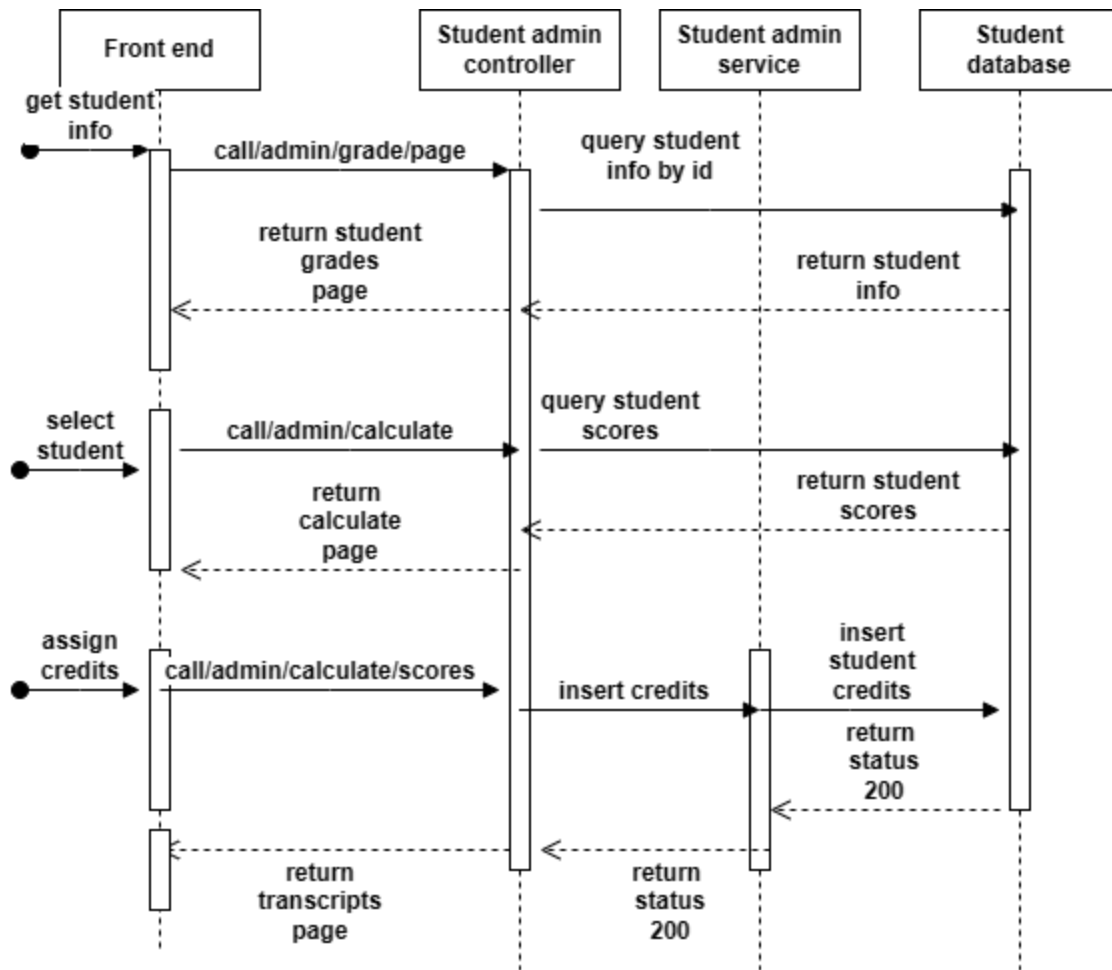 Front end
Student admin
controller
Student admin
service
Student
database
get student
info
call/admin/grade/page
query student
info by id
return student
grades
page
return student
info
select
student
call/admin/calculate
query student
scores
return
calculate
page
return student
scores
assign
credits
call/admin/calculate/scores
insert credits
insert
student
credits
return
status
200
return
transcripts
page
return
status
200